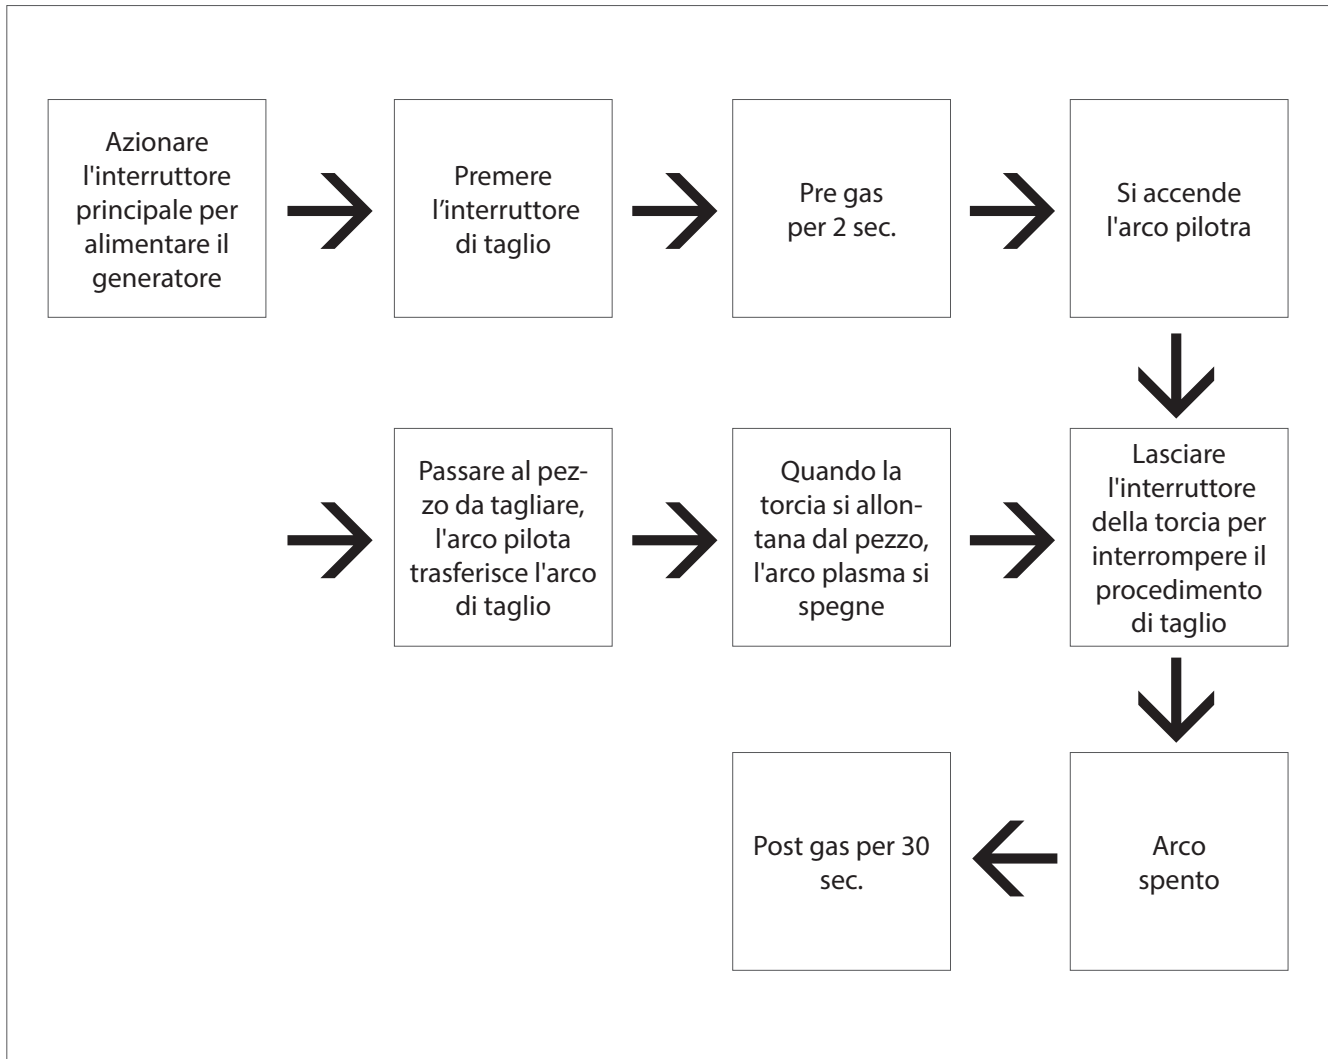 Azionare
l'interruttore
principale per
alimentare il
generatore
Premere
l'interruttore
di taglio
Pre gas
per 2 sec.
Si accende
l'arco pilotra
Passare al pez-
zo da tagliare,
l'arco pilota
trasferisce l'arco
di taglio
Quando la
torcia si allon-
tana dal pezzo,
l'arco plasma si
spegne
Lasciare
l'interruttore
della torcia per
interrompere il
procedimento
di taglio
Post gas per 30
sec.
Arco
spento